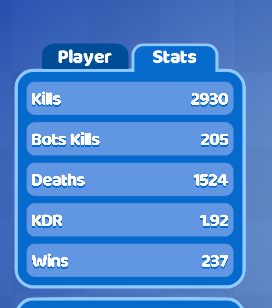 Player Stats
Kills 2930
Bots Kills 205
Deaths 1524
KDR 1.92
Wins 237